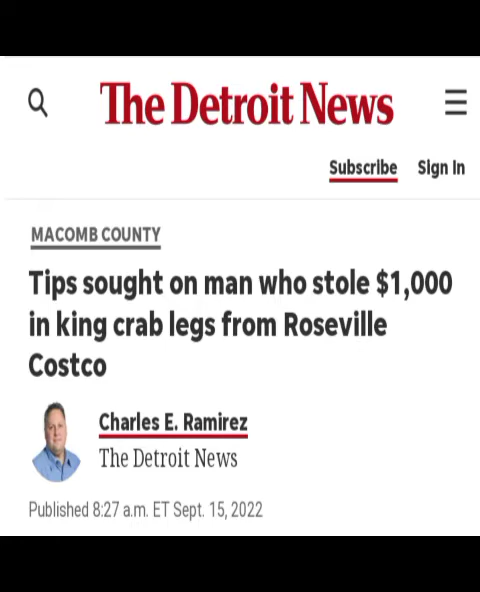 The Detroit News
Subscribe Sign In
MACOMB COUNTY
Tips sought on man who stole $1,000
in king crab legs from Roseville
Costco
Charles E. Ramirez
The Detroit News
Published 8:27 a.m. ET Sept. 15, 2022